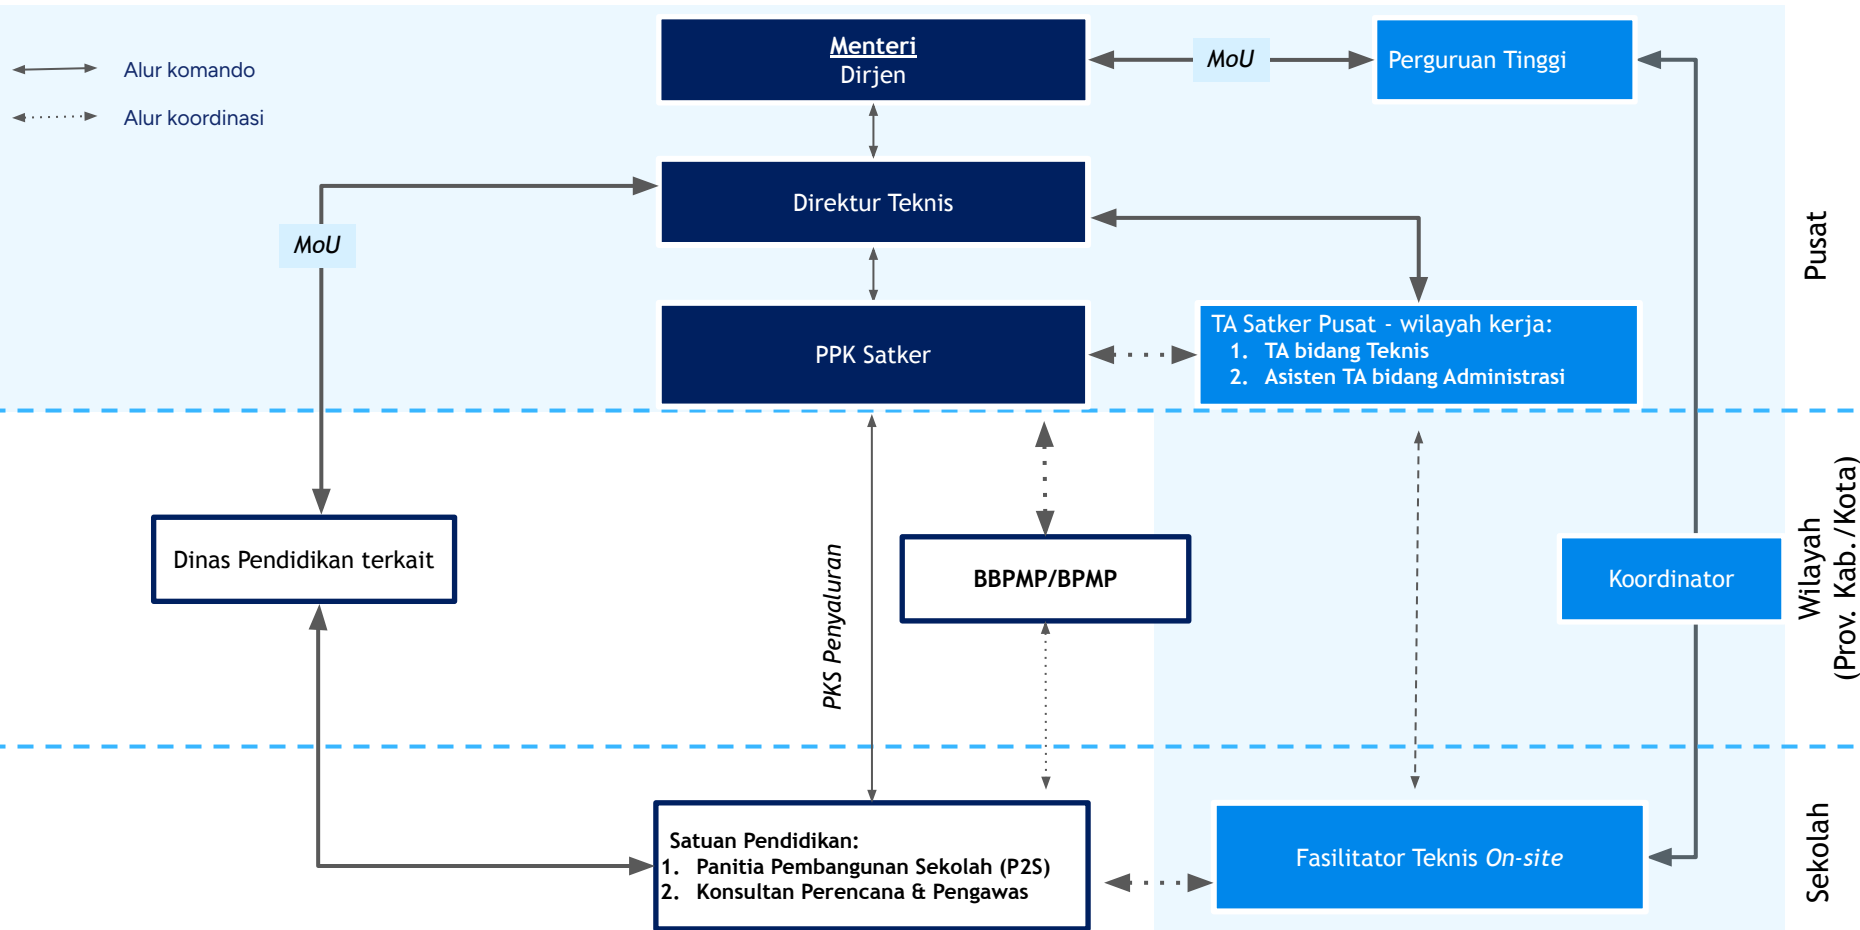 Menteri
Dirjen
MoU
Perguruan Tinggi
Alur komando
Alur koordinasi
Direktur Teknis
MoU
Pusat
PPK Satker
TA Satker Pusat - wilayah kerja:
1. TA bidang Teknis
2. Asisten TA bidang Administrasi
Dinas Pendidikan terkait
PKS Penyaluran
BBPMP/BPMP
Koordinator
Wilayah
(Prov. Kab./Kota)
Satuan Pendidikan:
1. Panitia Pembangunan Sekolah (P2S)
2. Konsultan Perencana & Pengawas
Fasilitator Teknis On-site
Sekolah